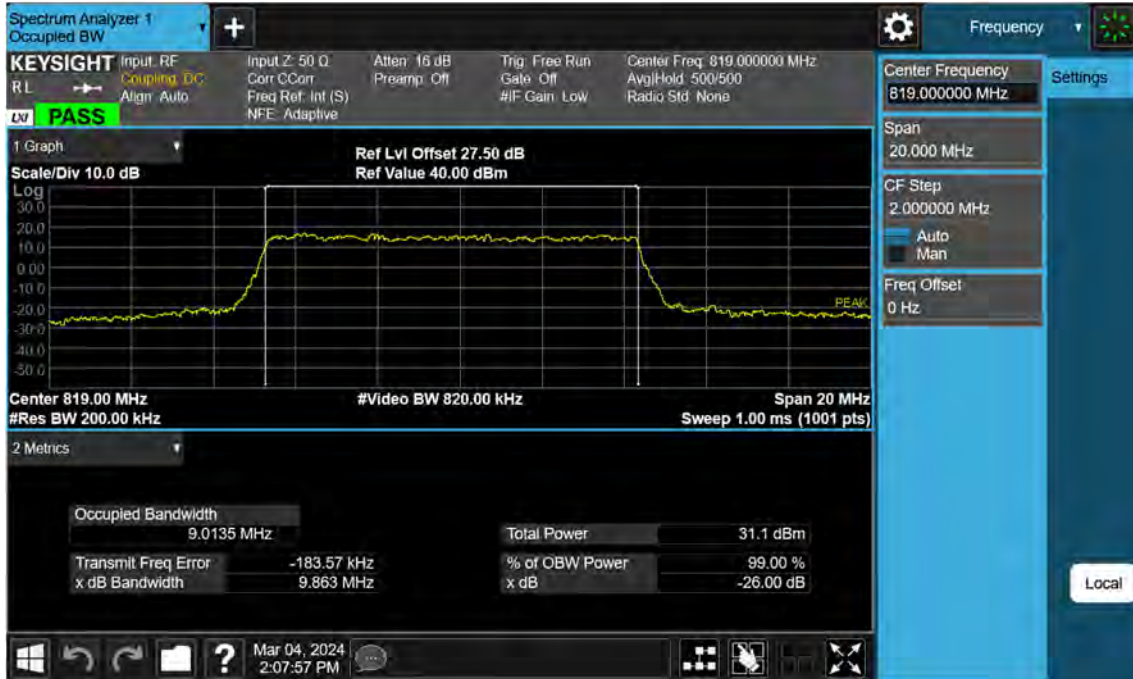 Spectrum Analyzer 1
Occupied BW
+
Frequency
KEYSIGHT
RL
LXI
PASS
Input: RF
Coupling: DC
Align: Auto
Input Z: 50 Ω
Corr CCorr
Freq Ref: Int (S)
NFE: Adaptive
Atten: 16 dB
Preamp: Off
Trig: Free Run
Gate: Off
#IF Gain: Low
Center Freq: 819.000000 MHz
Avg|Hold: 500/500
Radio Std: None
1 Graph
Scale/Div 10.0 dB
Ref Lvl Offset 27.50 dB
Ref Value 40.00 dBm
Log
30.0
20.0
10.0
0.00
-10.0
-20.0
-30.0
-40.0
-50.0
PEAK
Center 819.00 MHz
#Video BW 820.00 kHz
Span 20 MHz
#Res BW 200.00 kHz
Sweep 1.00 ms (1001 pts)
2 Metrics
Occupied Bandwidth
9.0135 MHz
Total Power 31.1 dBm
Transmit Freq Error -183.57 kHz
% of OBW Power 99.00 %
x dB Bandwidth 9.863 MHz
x dB -26.00 dB
Center Frequency
819.000000 MHz
Settings
Span
20.000 MHz
CF Step
2.000000 MHz
Auto
Man
Freq Offset
0 Hz
Local
?
Mar 04, 2024
2:07:57 PM